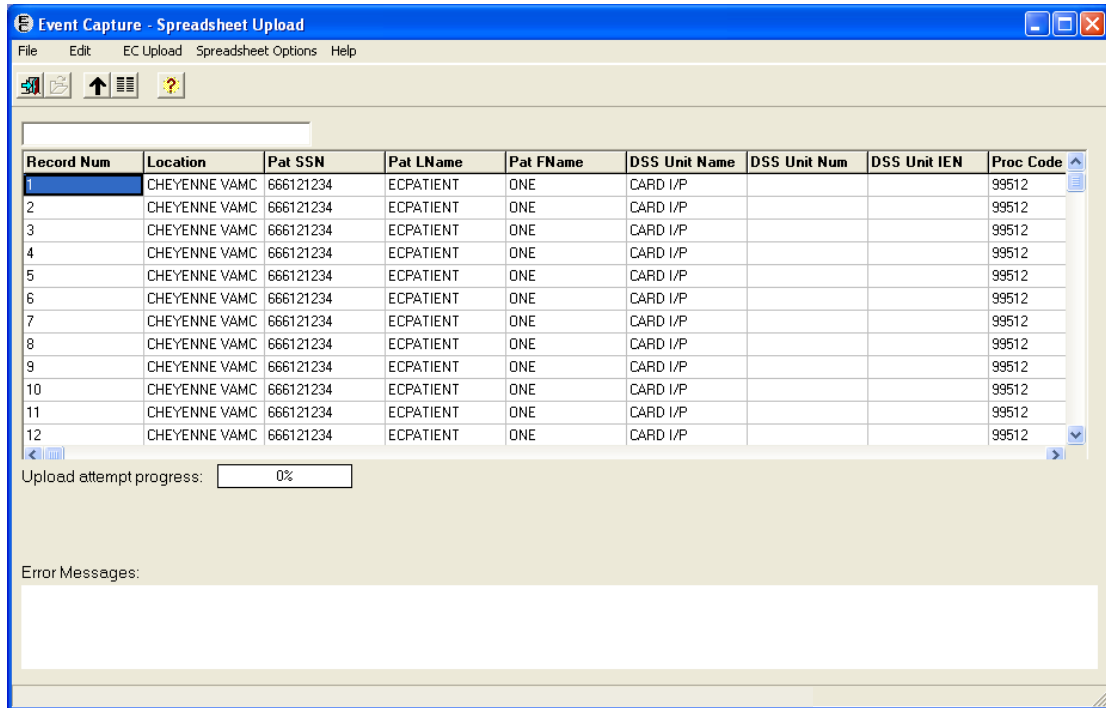 Event Capture - Spreadsheet Upload
File Edit EC Upload Spreadsheet Options Help
Record Num Location Pat SSN Pat LName Pat FName DSS Unit Name DSS Unit Num DSS Unit IEN Proc Code
1 CHEYENNE VAMC 666121234 ECPATIENT ONE CARD I/P 99512
2 CHEYENNE VAMC 666121234 ECPATIENT ONE CARD I/P 99512
3 CHEYENNE VAMC 666121234 ECPATIENT ONE CARD I/P 99512
4 CHEYENNE VAMC 666121234 ECPATIENT ONE CARD I/P 99512
5 CHEYENNE VAMC 666121234 ECPATIENT ONE CARD I/P 99512
6 CHEYENNE VAMC 666121234 ECPATIENT ONE CARD I/P 99512
7 CHEYENNE VAMC 666121234 ECPATIENT ONE CARD I/P 99512
8 CHEYENNE VAMC 666121234 ECPATIENT ONE CARD I/P 99512
9 CHEYENNE VAMC 666121234 ECPATIENT ONE CARD I/P 99512
10 CHEYENNE VAMC 666121234 ECPATIENT ONE CARD I/P 99512
11 CHEYENNE VAMC 666121234 ECPATIENT ONE CARD I/P 99512
12 CHEYENNE VAMC 666121234 ECPATIENT ONE CARD I/P 99512
Upload attempt progress: 0%
Error Messages: